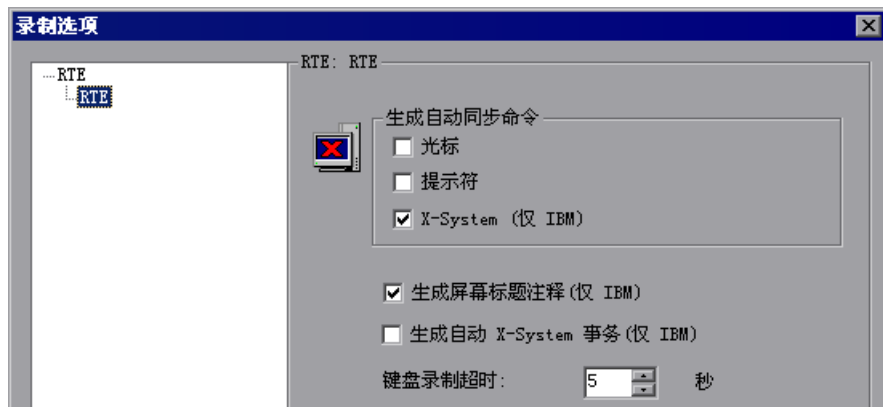 录制选项
RTE
RTE
RTE: RTE
生成自动同步命令
光标
提示符
X-System (仅 IBM)
生成屏幕标题注释(仅 IBM)
生成自动 X-System 事务(仅 IBM)
键盘录制超时: 5 秒